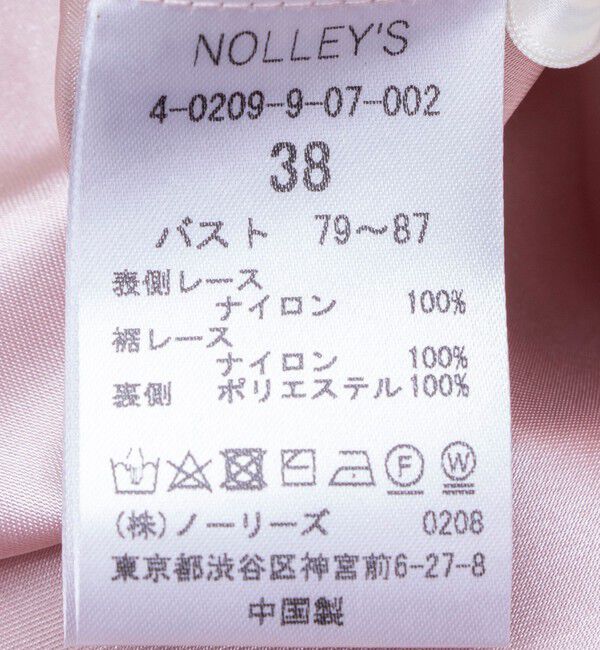 NOLLEY'S
4-0209-9-07-002
38
バスト 79〜87
表側レース
ナイロン 100%
裾レース
ナイロン 100%
裏側 ポリエステル100%
F W
(株)ノーリーズ 0208
東京都渋谷区神宮前6-27-8
中国製